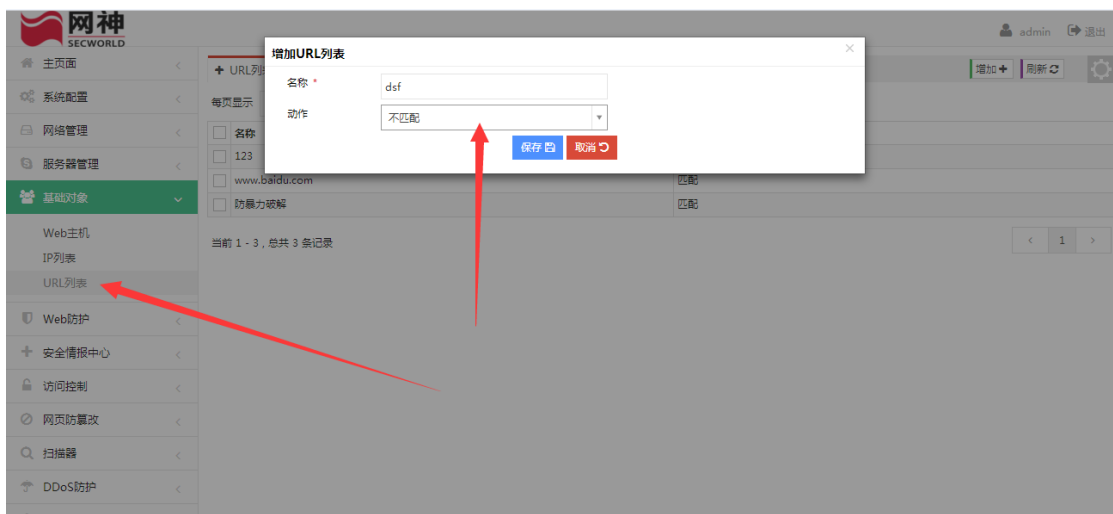 网神
SECWORLD
admin 退出
主页面
系统配置
网络管理
服务器管理
基础对象
Web主机
IP列表
URL列表
Web防护
安全情报中心
访问控制
网页防篡改
扫描器
DDoS防护
URL列
增加 刷新
每页显示
名称
123
www.baidu.com 匹配
防暴力破解 匹配
当前 1 - 3 , 总共 3 条记录
1
增加URL列表
名称 * dsf
动作 不匹配
保存 取消